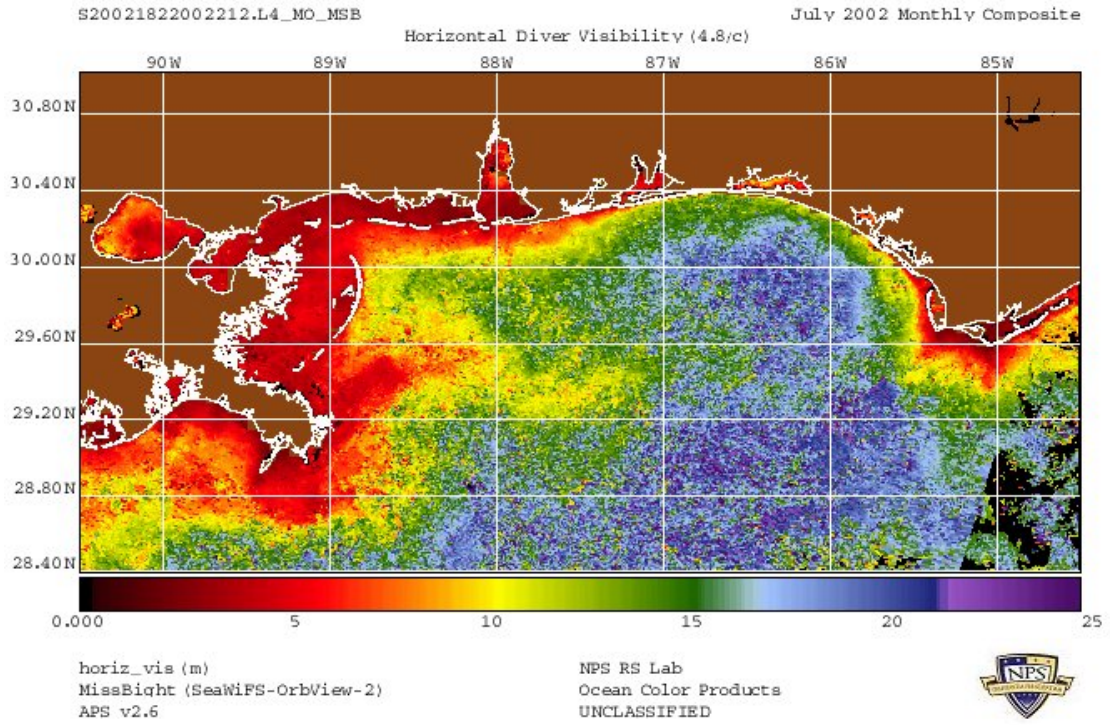 S20021822002212.L4_MO_MSB July 2002 Monthly Composite
Horizontal Diver Visibility (4.8/c)
90W 89W 88W 87W 86W 85W
30.80N
30.40N
30.00N
29.60N
29.20N
28.80N
28.40N
0.000 5 10 15 20 25
horiz_vis (m) NPS RS Lab
MissBight (SeaWiFS-OrbView-2) Ocean Color Products
APS v2.6 UNCLASSIFIED
NPS